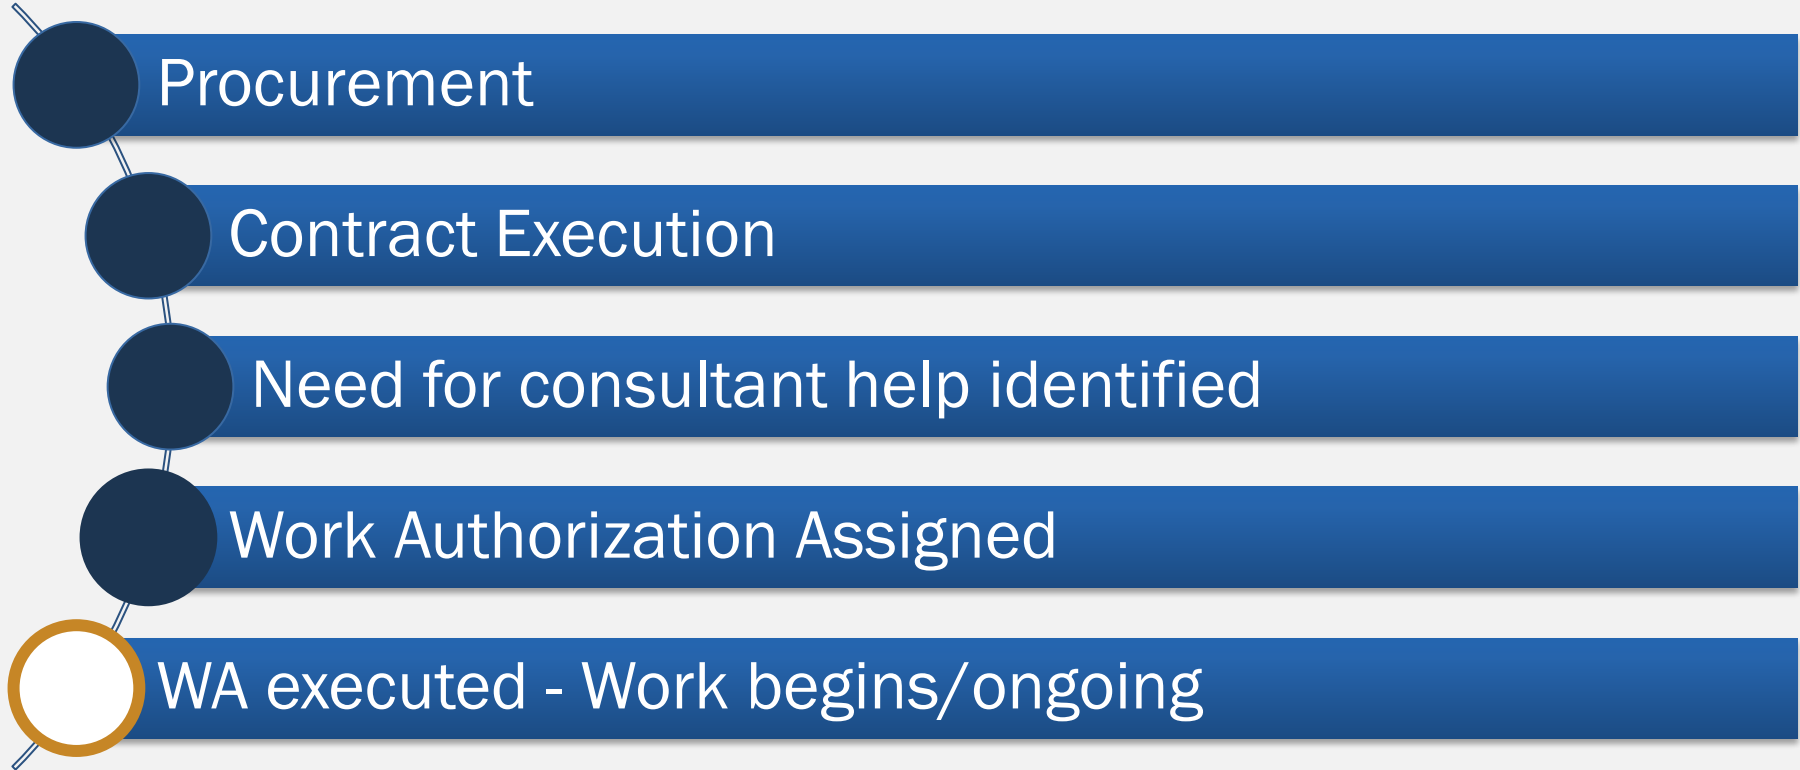 Procurement
Contract Execution
Need for consultant help identified
Work Authorization Assigned
WA executed - Work begins/ongoing